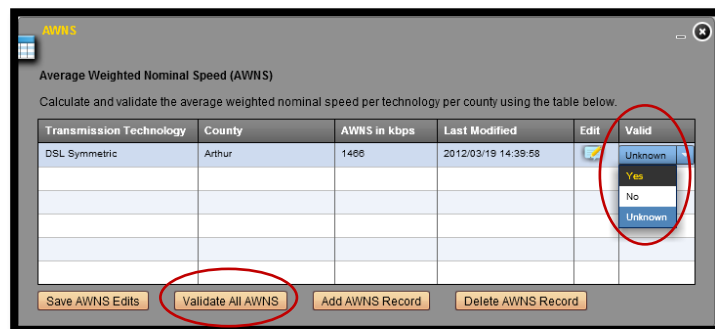 AWNS
Average Weighted Nominal Speed (AWNS)
Calculate and validate the average weighted nominal speed per technology per county using the table below.
Transmission Technology County AWNS in kbps Last Modified Edit Valid
DSL Symmetric Arthur 1466 2012/03/19 14:39:58 Unknown
Yes
No
Unknown
Save AWNS Edits Validate All AWNS Add AWNS Record Delete AWNS Record